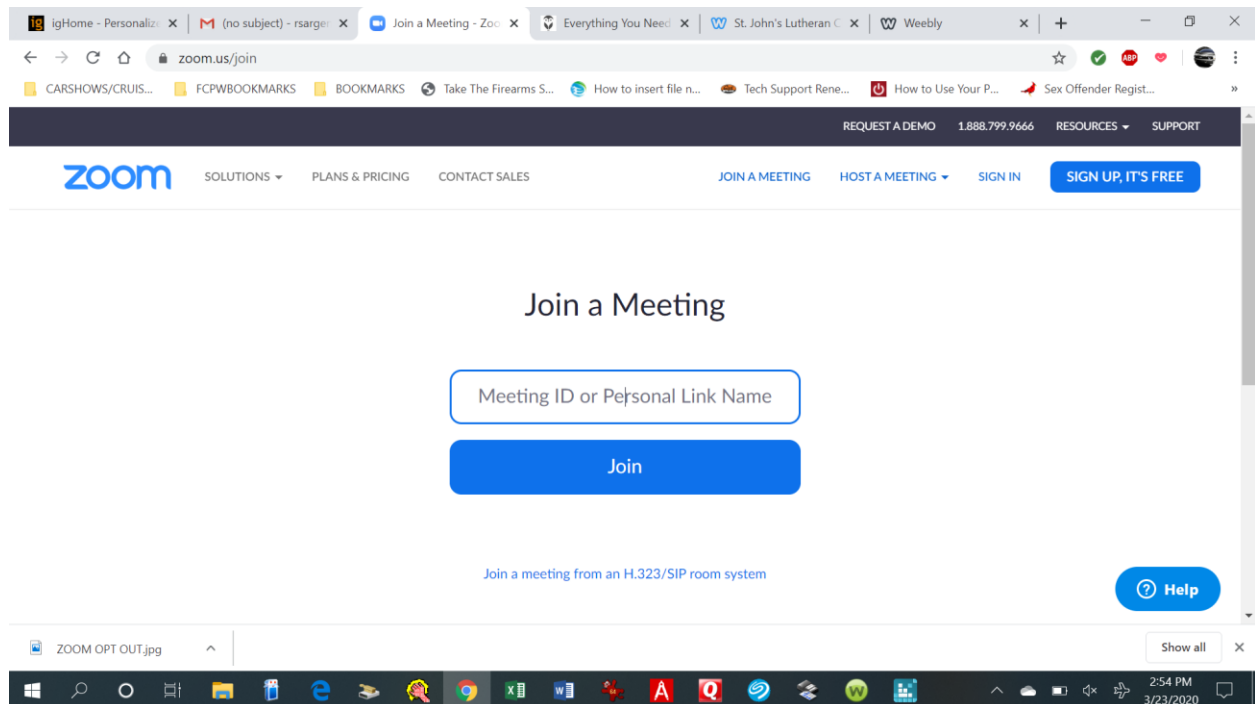 igHome - Personalize
(no subject) - rsargen
Join a Meeting - Zoo
Everything You Need
St. John's Lutheran C
Weebly
zoom.us/join
ABP
CARSHOWS/CRUIS...
FCPWBOOKMARKS
BOOKMARKS
Take The Firearms S...
How to insert file n...
Tech Support Rene...
How to Use Your P...
Sex Offender Regist...
»
REQUEST A DEMO 1.888.799.9666 RESOURCES SUPPORT
zoom SOLUTIONS PLANS & PRICING CONTACT SALES JOIN A MEETING HOST A MEETING SIGN IN SIGN UP, IT'S FREE
Join a Meeting
Meeting ID or Personal Link Name
Join
Join a meeting from an H.323/SIP room system
Help
ZOOM OPT OUT.jpg
Show all
2:54 PM
3/23/2020